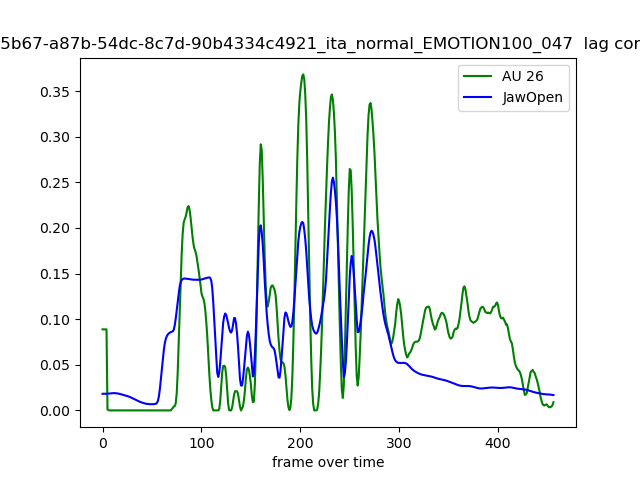 5b67-a87b-54dc-8c7d-90b4334c4921_ita_normal_EMOTION100_047 lag cor
AU 26
JawOpen
0.35
0.30
0.25
0.20
0.15
0.10
0.05
0.00
0 100 200 300 400
frame over time